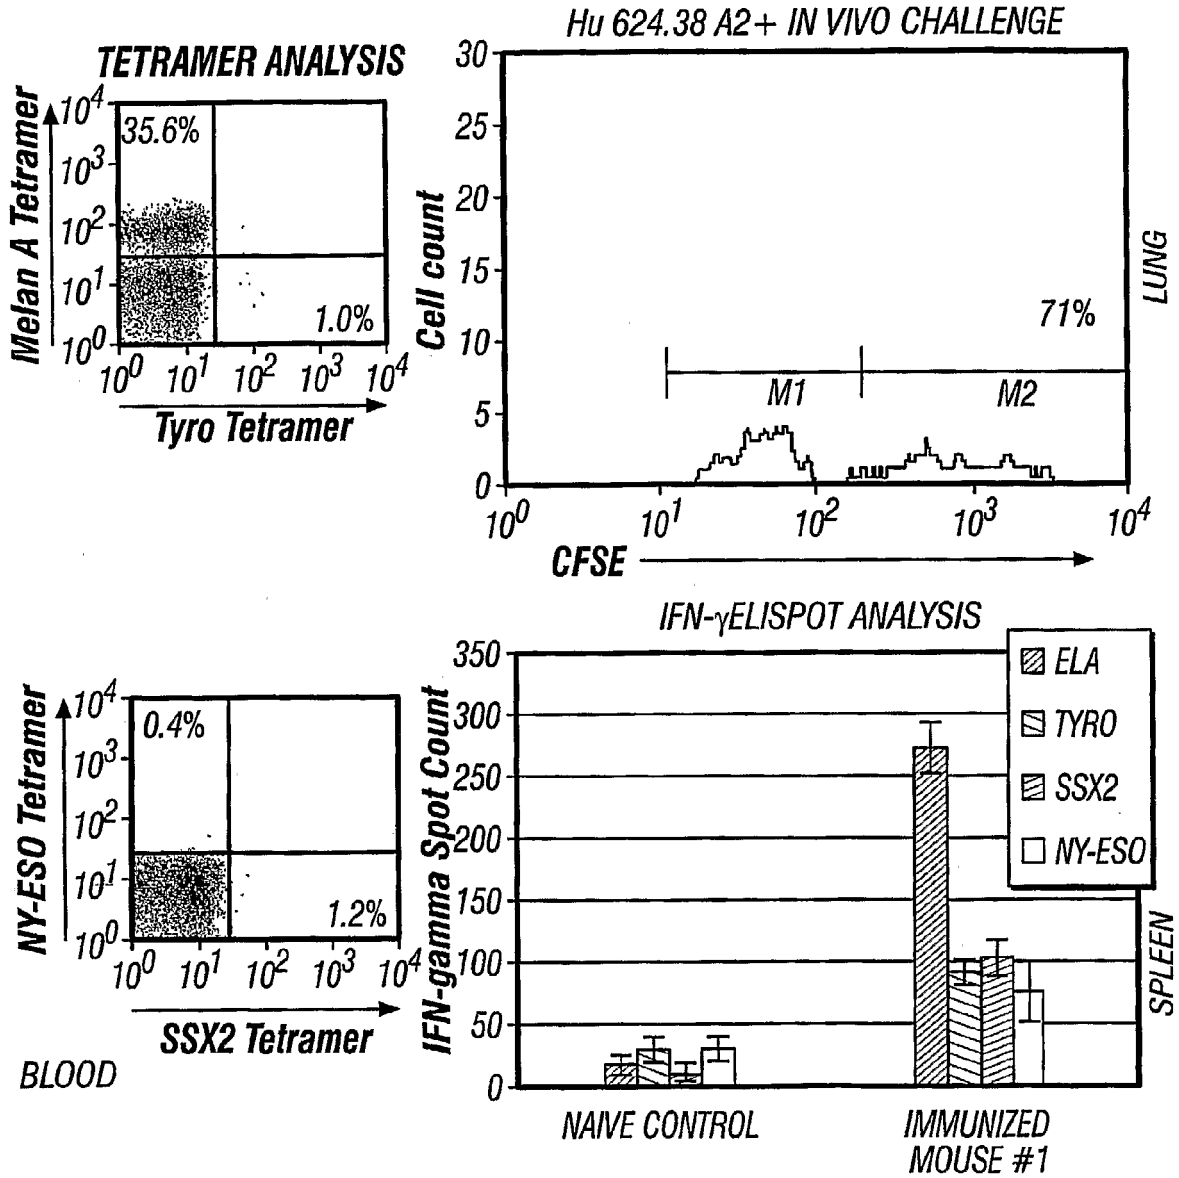 Hu 624.38 A2+ IN VIVO CHALLENGE
TETRAMER ANALYSIS
Melan A Tetramer
10^4
10^3
10^2
10^1
10^0
35.6%
1.0%
10^0 10^1 10^2 10^3 10^4
Tyro Tetramer
Cell count
30
25
20
15
10
5
0
71%
M1 M2
10^0 10^1 10^2 10^3 10^4
CFSE
LUNG
NY-ESO Tetramer
10^4
10^3
10^2
10^1
10^0
0.4%
1.2%
10^0 10^1 10^2 10^3 10^4
SSX2 Tetramer
BLOOD
IFN-γELISPOT ANALYSIS
IFN-gamma Spot Count
350
300
250
200
150
100
50
0
ELA
TYRO
SSX2
NY-ESO
NAIVE CONTROL
IMMUNIZED
MOUSE #1
SPLEEN